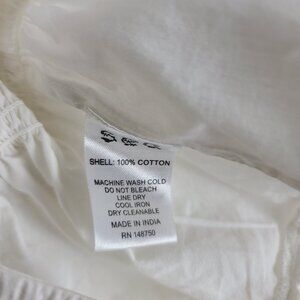 SHELL: 100% COTTON
MACHINE WASH COLD
DO NOT BLEACH
LINE DRY
COOL IRON
DRY CLEANABLE
MADE IN INDIA
RN 148750